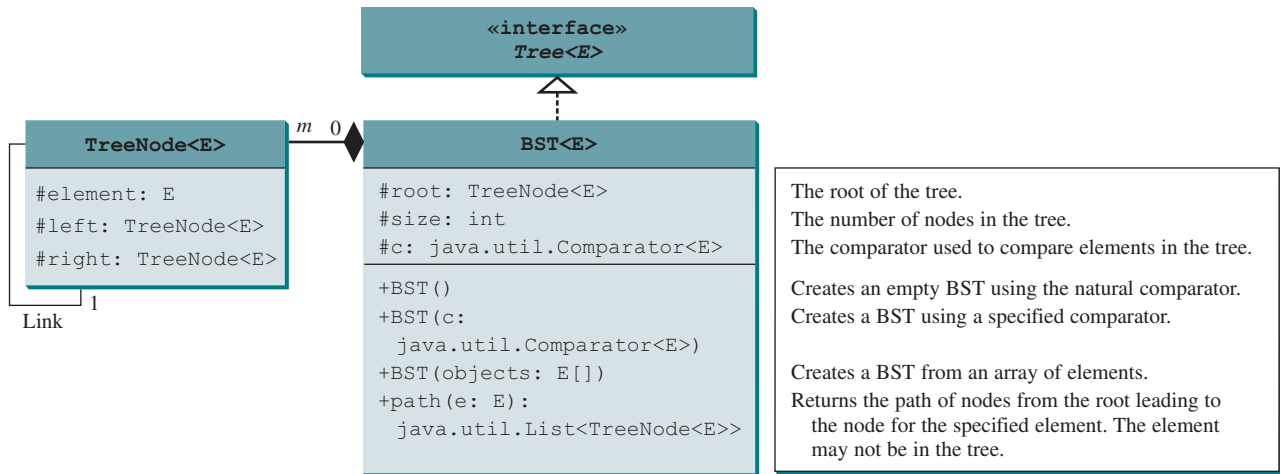 «interface»
Tree<E>
m 0
TreeNode<E>
#element: E
#left: TreeNode<E>
#right: TreeNode<E>
1
Link
BST<E>
#root: TreeNode<E>
#size: int
#c: java.util.Comparator<E>
+BST()
+BST(c:
java.util.Comparator<E>)
+BST(objects: E[])
+path(e: E):
java.util.List<TreeNode<E>>
The root of the tree.
The number of nodes in the tree.
The comparator used to compare elements in the tree.
Creates an empty BST using the natural comparator.
Creates a BST using a specified comparator.
Creates a BST from an array of elements.
Returns the path of nodes from the root leading to
the node for the specified element. The element
may not be in the tree.